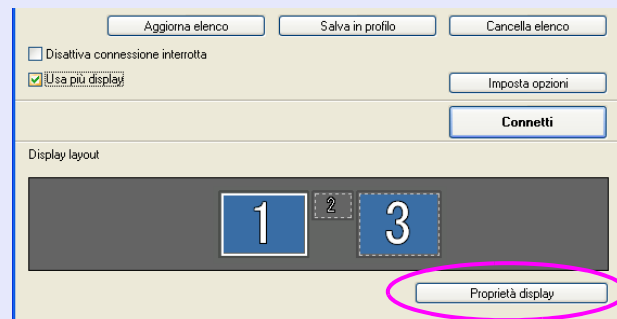 Aggiorna elenco Salva in profilo Cancella elenco
Disattiva connessione interrotta
Usa più display Imposta opzioni
Connetti
Display layout
1 2 3
Proprietà display